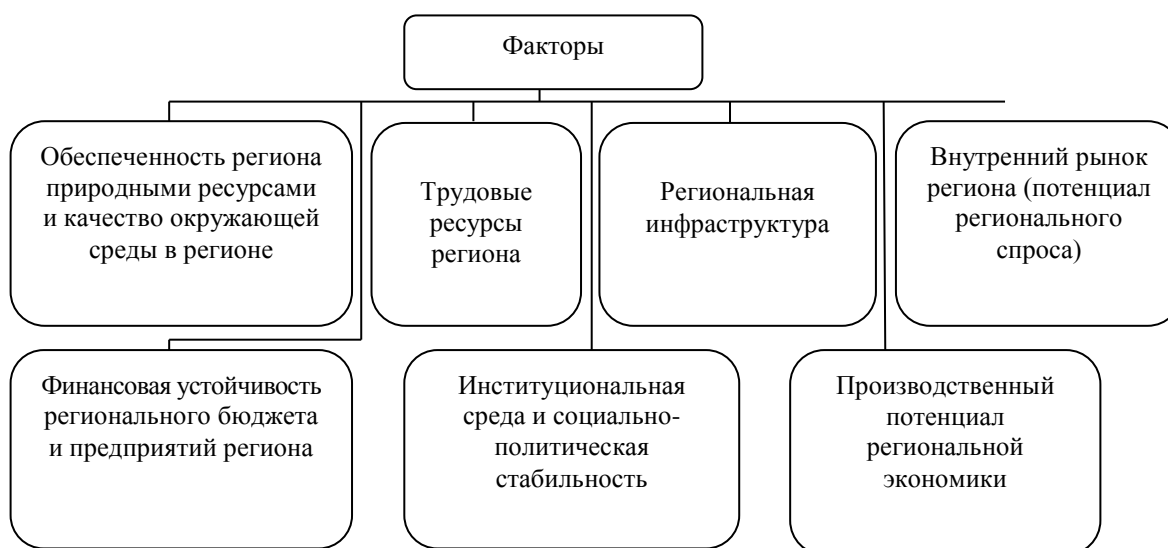 Факторы
Обеспеченность региона
природными ресурсами
и качество окружающей
среды в регионе
Трудовые
ресурсы
региона
Региональная
инфраструктура
Внутренний рынок
региона (потенциал
регионального
спроса)
Финансовая устойчивость
регионального бюджета
и предприятий региона
Институциональная
среда и социально-
политическая
стабильность
Производственный
потенциал
региональной
экономики